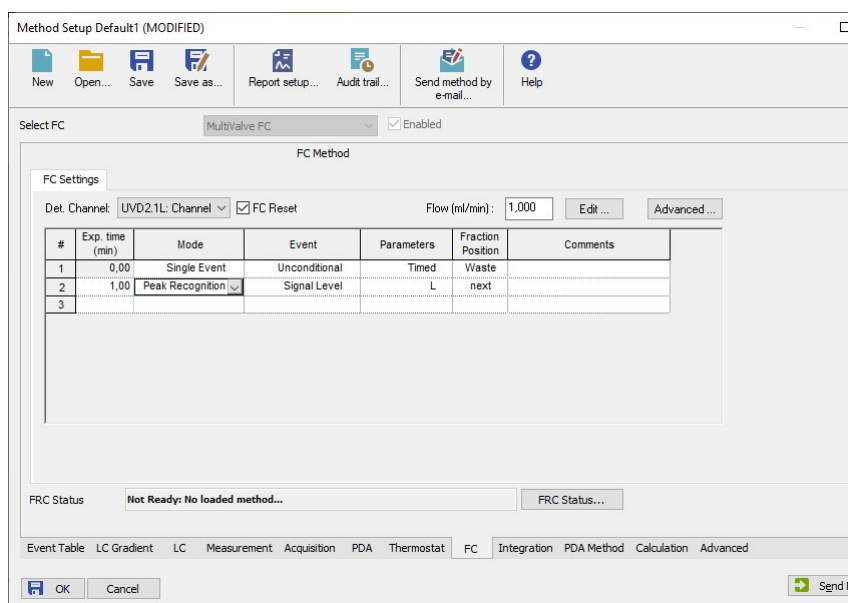 Method Setup Default1 (MODIFIED)
New Open... Save Save as... Report setup... Audit trail... Send method by e-mail... Help
Select FC MultiValve FC Enabled
FC Method
FC Settings
Det. Channel: UVD2.1L: Channel FC Reset Flow (ml/min) : 1,000 Edit ... Advanced ...
# Exp. time (min) Mode Event Parameters Fraction Position Comments
1 0,00 Single Event Unconditional Timed Waste
2 1,00 Peak Recognition Signal Level L next
3
FRC Status Not Ready: No loaded method... FRC Status...
Event Table LC Gradient LC Measurement Acquisition PDA Thermostat FC Integration PDA Method Calculation Advanced
OK Cancel Send